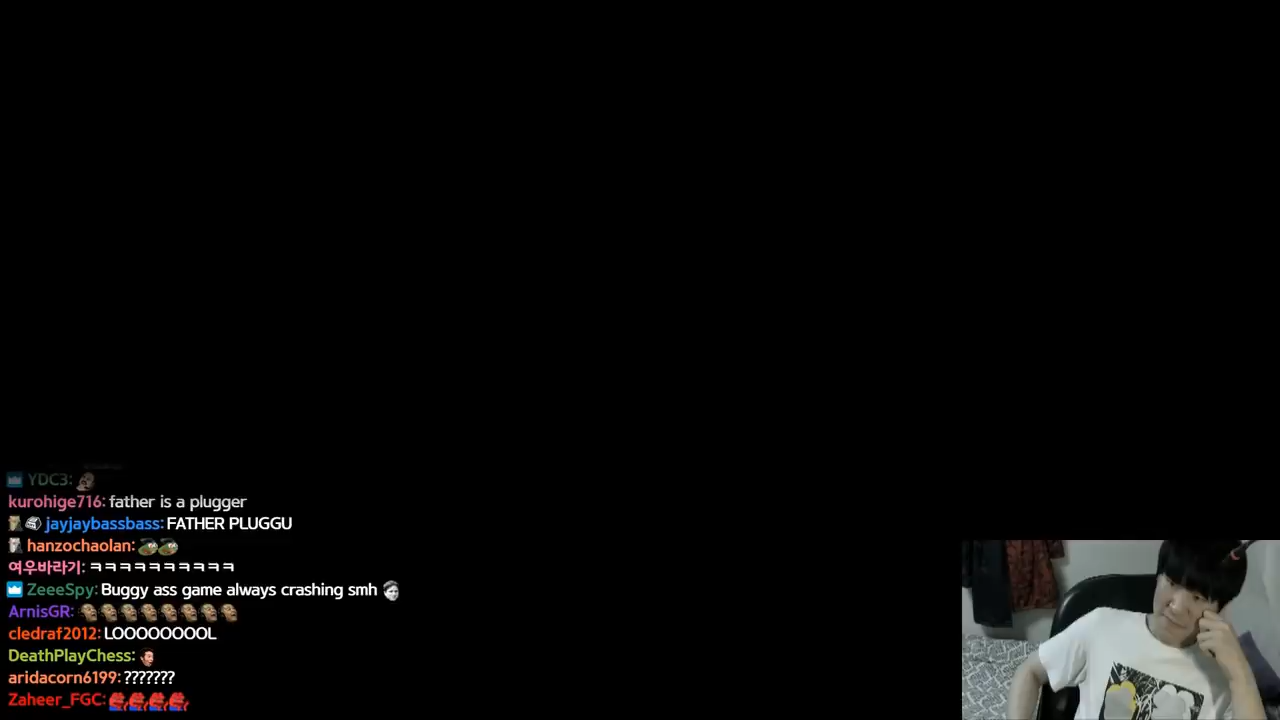 YDC3:
kurohige716: father is a plugger
jayjaybassbass: FATHER PLUGGU
hanzochaolan:
여우바라기: ㅋㅋㅋㅋㅋㅋㅋㅋㅋㅋ
ZeeeSpy: Buggy ass game always crashing smh
ArnisGR:
cledraf2012: LOOOOOOOOL
DeathPlayChess:
aridacorn6199: ???????
Zaheer_FGC: